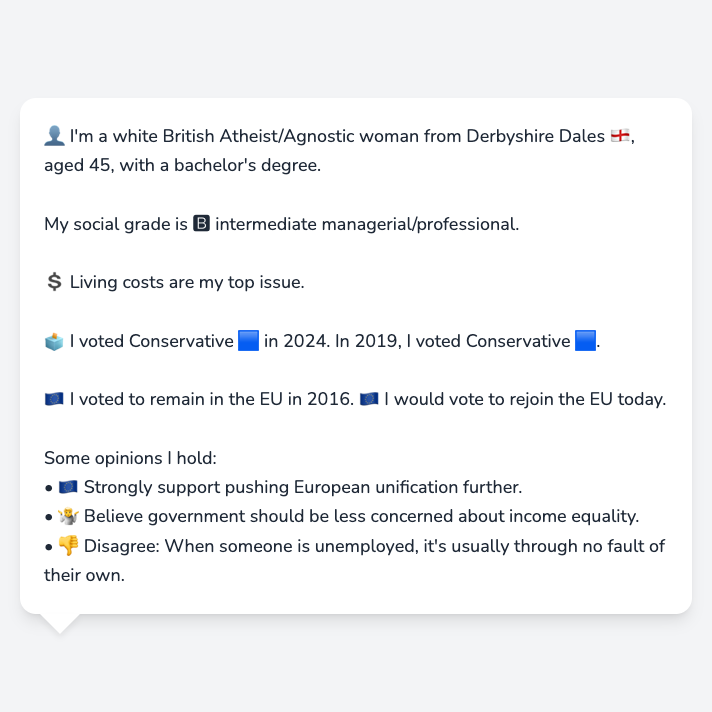 👤 I'm a white British Atheist/Agnostic woman from Derbyshire Dales 🏴󠁧󠁢󠁥󠁮󠁧󠁿,
aged 45, with a bachelor's degree.
My social grade is 🅱 intermediate managerial/professional.
💲 Living costs are my top issue.
🗳️ I voted Conservative 🟦 in 2024. In 2019, I voted Conservative 🟦.
🇪🇺 I voted to remain in the EU in 2016. 🇪🇺 I would vote to rejoin the EU today.
Some opinions I hold:
• 🇪🇺 Strongly support pushing European unification further.
• 🤷 Believe government should be less concerned about income equality.
• 👎 Disagree: When someone is unemployed, it's usually through no fault of
their own.